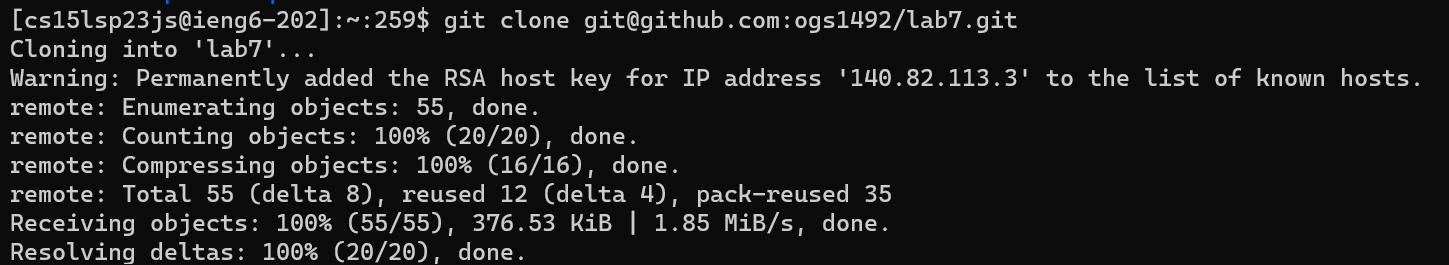 [cs15lsp23js@ieng6-202]:~:259$ git clone git@github.com:ogs1492/lab7.git
Cloning into 'lab7'...
Warning: Permanently added the RSA host key for IP address '140.82.113.3' to the list of known hosts.
remote: Enumerating objects: 55, done.
remote: Counting objects: 100% (20/20), done.
remote: Compressing objects: 100% (16/16), done.
remote: Total 55 (delta 8), reused 12 (delta 4), pack-reused 35
Receiving objects: 100% (55/55), 376.53 KiB | 1.85 MiB/s, done.
Resolving deltas: 100% (20/20), done.